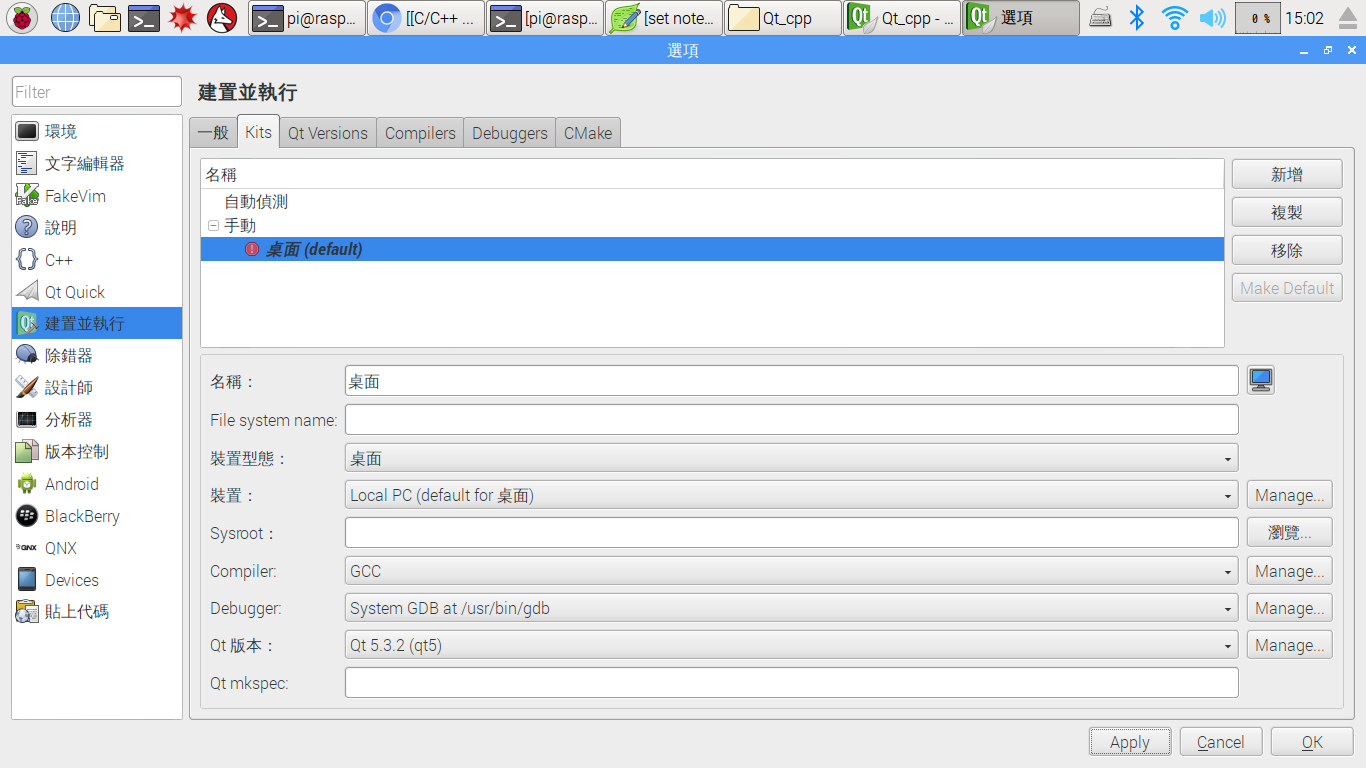 pi@rasp...
[[C/C++ ...
[pi@rasp...
[set note...
Qt_cpp
Qt_cpp - ...
選項
0 %
15:02
選項
Filter
環境
文字編輯器
FakeVim
說明
C++
Qt Quick
建置並執行
除錯器
設計師
分析器
版本控制
Android
BlackBerry
QNX
Devices
貼上代碼
建置並執行
一般 Kits Qt Versions Compilers Debuggers CMake
名稱
自動偵測
手動
桌面 (default)
新增
複製
移除
Make Default
名稱：
桌面
File system name:
裝置型態：
桌面
裝置：
Local PC (default for 桌面)
Manage...
Sysroot：
瀏覽...
Compiler:
GCC
Manage...
Debugger:
System GDB at /usr/bin/gdb
Manage...
Qt 版本：
Qt 5.3.2 (qt5)
Manage...
Qt mkspec:
Apply
Cancel
OK